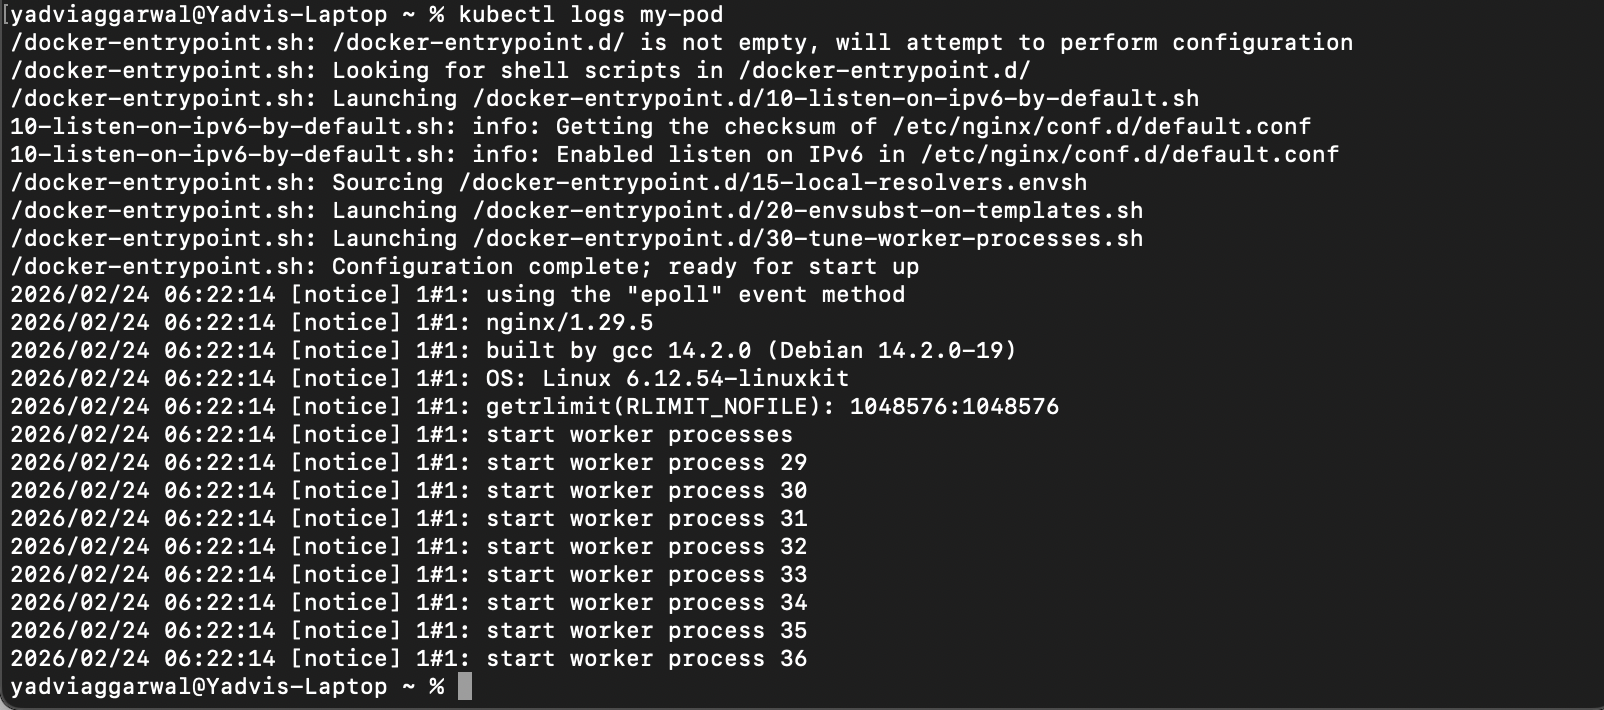 [yadviaggarwal@Yadvis-Laptop ~ % kubectl logs my-pod
/docker-entrypoint.sh: /docker-entrypoint.d/ is not empty, will attempt to perform configuration
/docker-entrypoint.sh: Looking for shell scripts in /docker-entrypoint.d/
/docker-entrypoint.sh: Launching /docker-entrypoint.d/10-listen-on-ipv6-by-default.sh
10-listen-on-ipv6-by-default.sh: info: Getting the checksum of /etc/nginx/conf.d/default.conf
10-listen-on-ipv6-by-default.sh: info: Enabled listen on IPv6 in /etc/nginx/conf.d/default.conf
/docker-entrypoint.sh: Sourcing /docker-entrypoint.d/15-local-resolvers.envsh
/docker-entrypoint.sh: Launching /docker-entrypoint.d/20-envsubst-on-templates.sh
/docker-entrypoint.sh: Launching /docker-entrypoint.d/30-tune-worker-processes.sh
/docker-entrypoint.sh: Configuration complete; ready for start up
2026/02/24 06:22:14 [notice] 1#1: using the "epoll" event method
2026/02/24 06:22:14 [notice] 1#1: nginx/1.29.5
2026/02/24 06:22:14 [notice] 1#1: built by gcc 14.2.0 (Debian 14.2.0-19)
2026/02/24 06:22:14 [notice] 1#1: OS: Linux 6.12.54-linuxkit
2026/02/24 06:22:14 [notice] 1#1: getrlimit(RLIMIT_NOFILE): 1048576:1048576
2026/02/24 06:22:14 [notice] 1#1: start worker processes
2026/02/24 06:22:14 [notice] 1#1: start worker process 29
2026/02/24 06:22:14 [notice] 1#1: start worker process 30
2026/02/24 06:22:14 [notice] 1#1: start worker process 31
2026/02/24 06:22:14 [notice] 1#1: start worker process 32
2026/02/24 06:22:14 [notice] 1#1: start worker process 33
2026/02/24 06:22:14 [notice] 1#1: start worker process 34
2026/02/24 06:22:14 [notice] 1#1: start worker process 35
2026/02/24 06:22:14 [notice] 1#1: start worker process 36
yadviaggarwal@Yadvis-Laptop ~ %